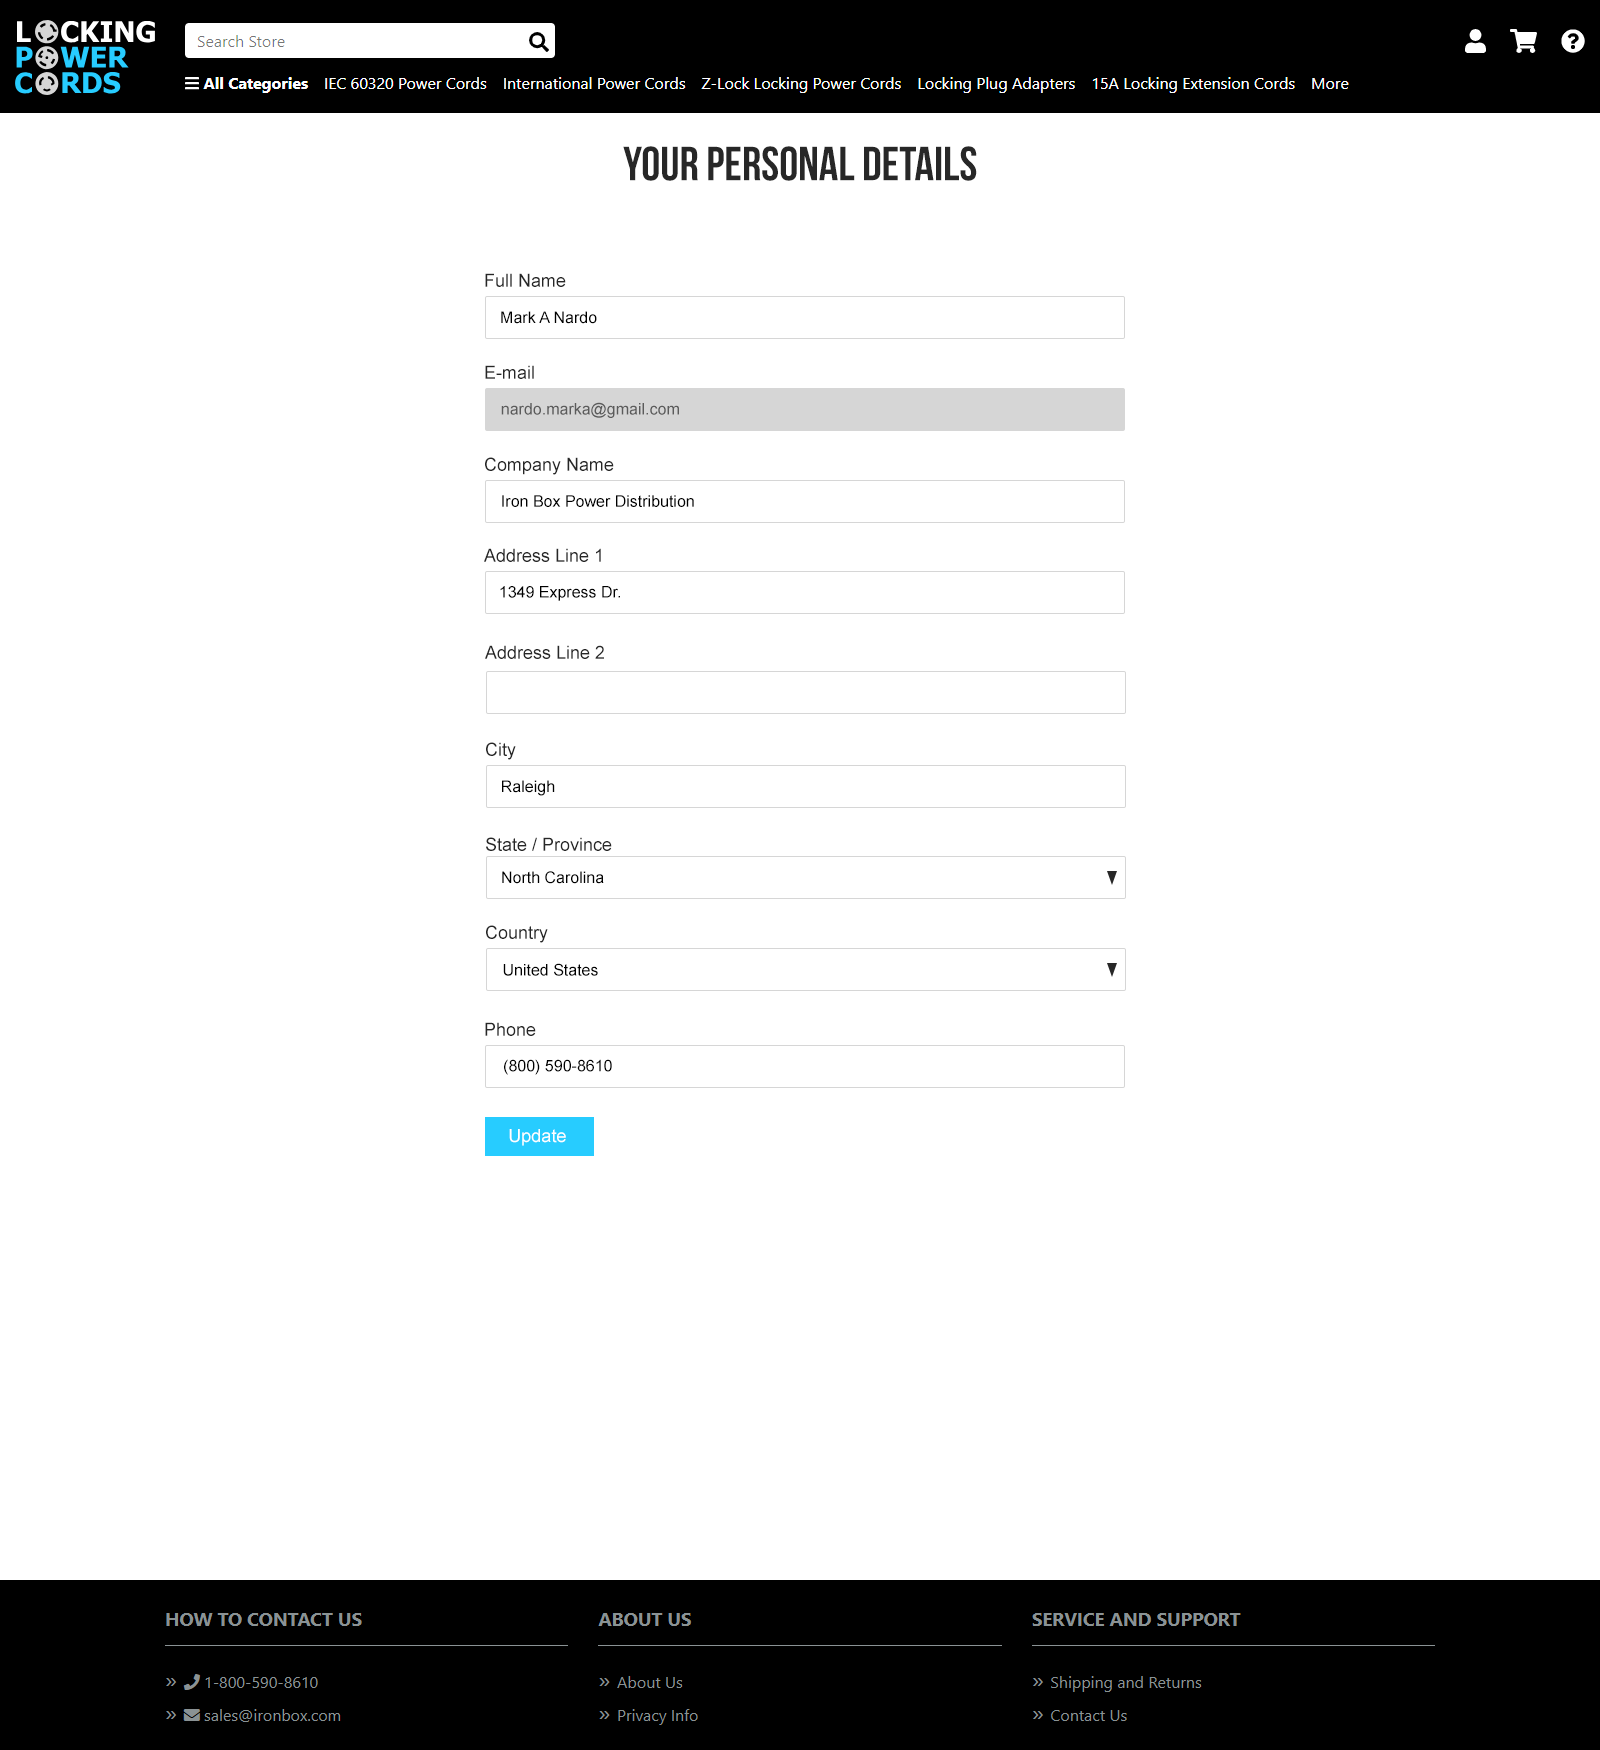 LOCKING
POWER
CORDS
Search Store
All Categories IEC 60320 Power Cords International Power Cords Z-Lock Locking Power Cords Locking Plug Adapters 15A Locking Extension Cords More
YOUR PERSONAL DETAILS
Full Name
Mark A Nardo
E-mail
nardo.marka@gmail.com
Company Name
Iron Box Power Distribution
Address Line 1
1349 Express Dr.
Address Line 2
City
Raleigh
State / Province
North Carolina
Country
United States
Phone
(800) 590-8610
Update
HOW TO CONTACT US
» 1-800-590-8610
» sales@ironbox.com
ABOUT US
» About Us
» Privacy Info
SERVICE AND SUPPORT
» Shipping and Returns
» Contact Us